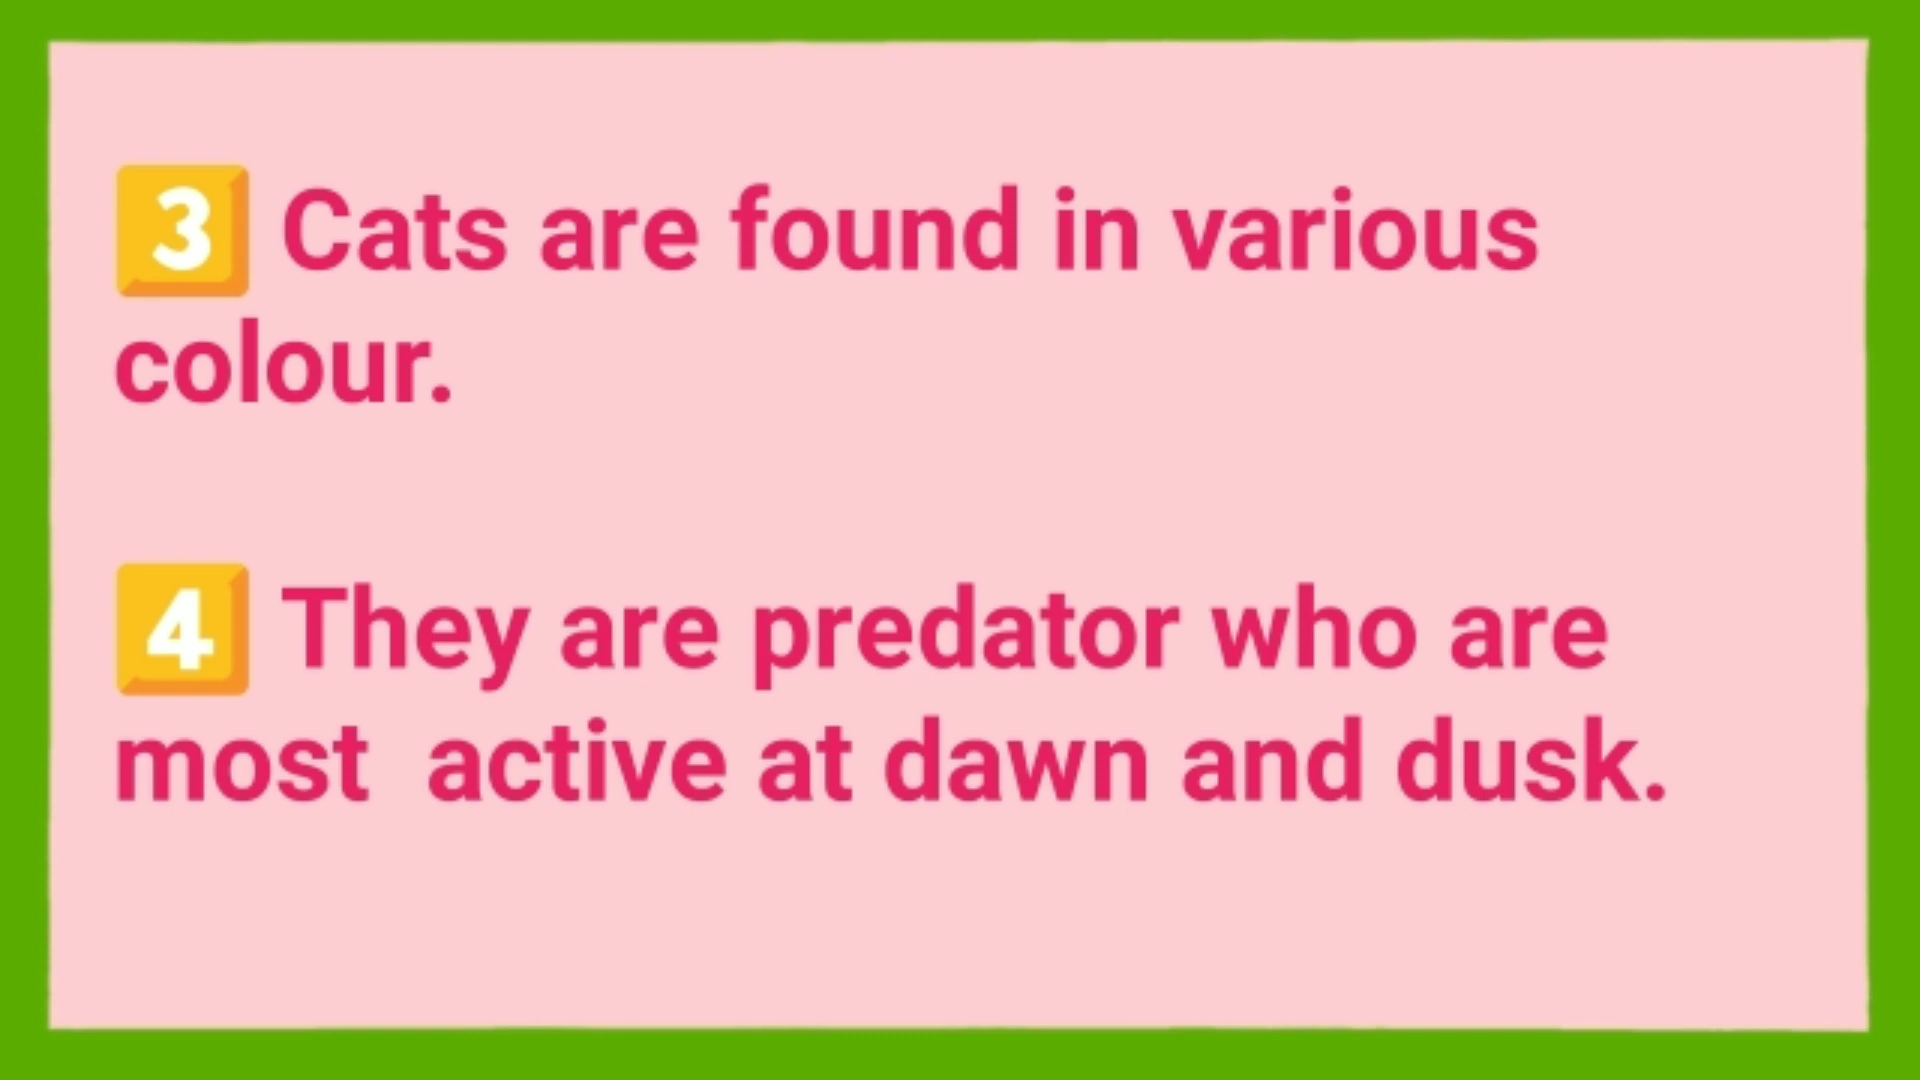 3 Cats are found in various
colour.
4 They are predator who are
most  active at dawn and dusk.